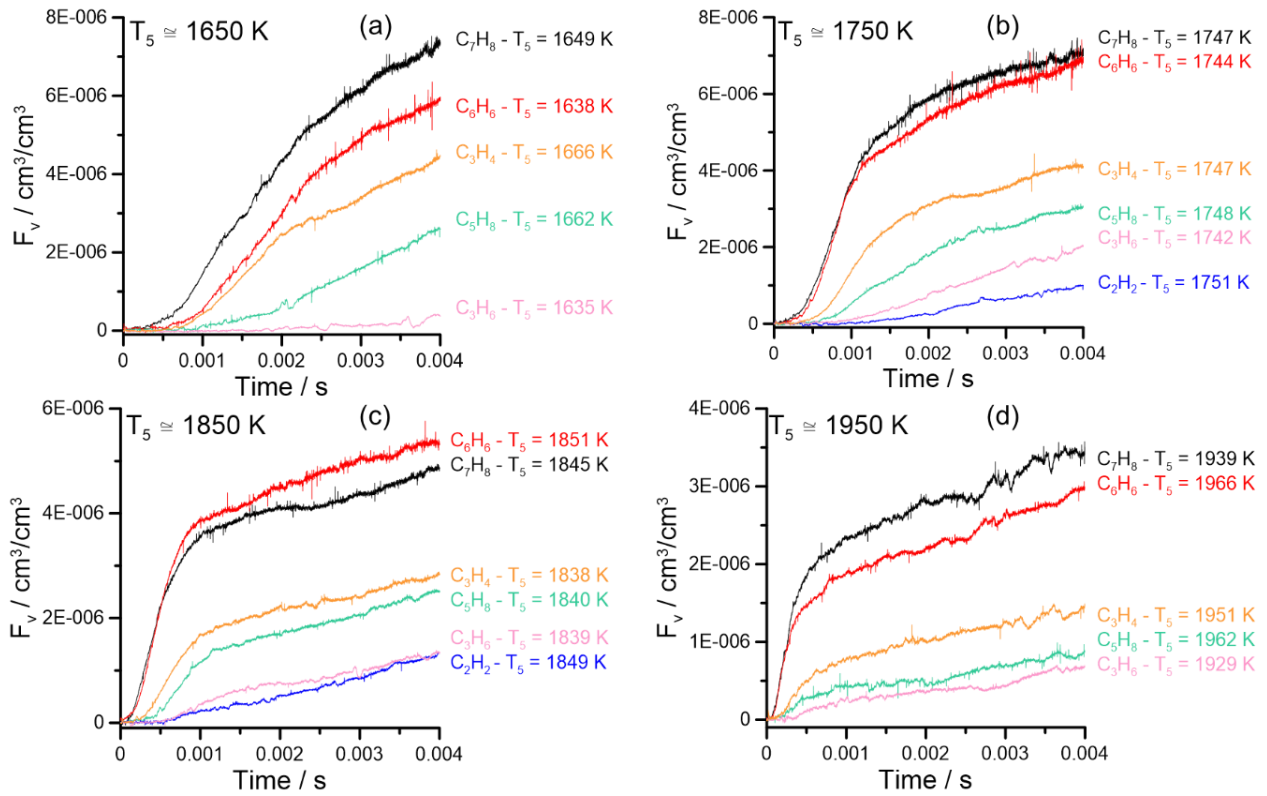 T₅ ≅ 1650 K
(a)
F_v / cm³/cm³
8E-006
6E-006
4E-006
2E-006
0
0 0.001 0.002 0.003 0.004
Time / s
C₇H₈ - T₅ = 1649 K
C₆H₆ - T₅ = 1638 K
C₃H₄ - T₅ = 1666 K
C₅H₈ - T₅ = 1662 K
C₃H₆ - T₅ = 1635 K
T₅ ≅ 1750 K
(b)
F_v / cm³/cm³
8E-006
6E-006
4E-006
2E-006
0
0 0.001 0.002 0.003 0.004
Time / s
C₇H₈ - T₅ = 1747 K
C₆H₆ - T₅ = 1744 K
C₃H₄ - T₅ = 1747 K
C₅H₈ - T₅ = 1748 K
C₃H₆ - T₅ = 1742 K
C₂H₂ - T₅ = 1751 K
T₅ ≅ 1850 K
(c)
F_v / cm³/cm³
6E-006
4E-006
2E-006
0
0 0.001 0.002 0.003 0.004
Time / s
C₆H₆ - T₅ = 1851 K
C₇H₈ - T₅ = 1845 K
C₃H₄ - T₅ = 1838 K
C₅H₈ - T₅ = 1840 K
C₃H₆ - T₅ = 1839 K
C₂H₂ - T₅ = 1849 K
T₅ ≅ 1950 K
(d)
F_v / cm³/cm³
4E-006
3E-006
2E-006
1E-006
0
0 0.001 0.002 0.003 0.004
Time / s
C₇H₈ - T₅ = 1939 K
C₆H₆ - T₅ = 1966 K
C₃H₄ - T₅ = 1951 K
C₅H₈ - T₅ = 1962 K
C₃H₆ - T₅ = 1929 K